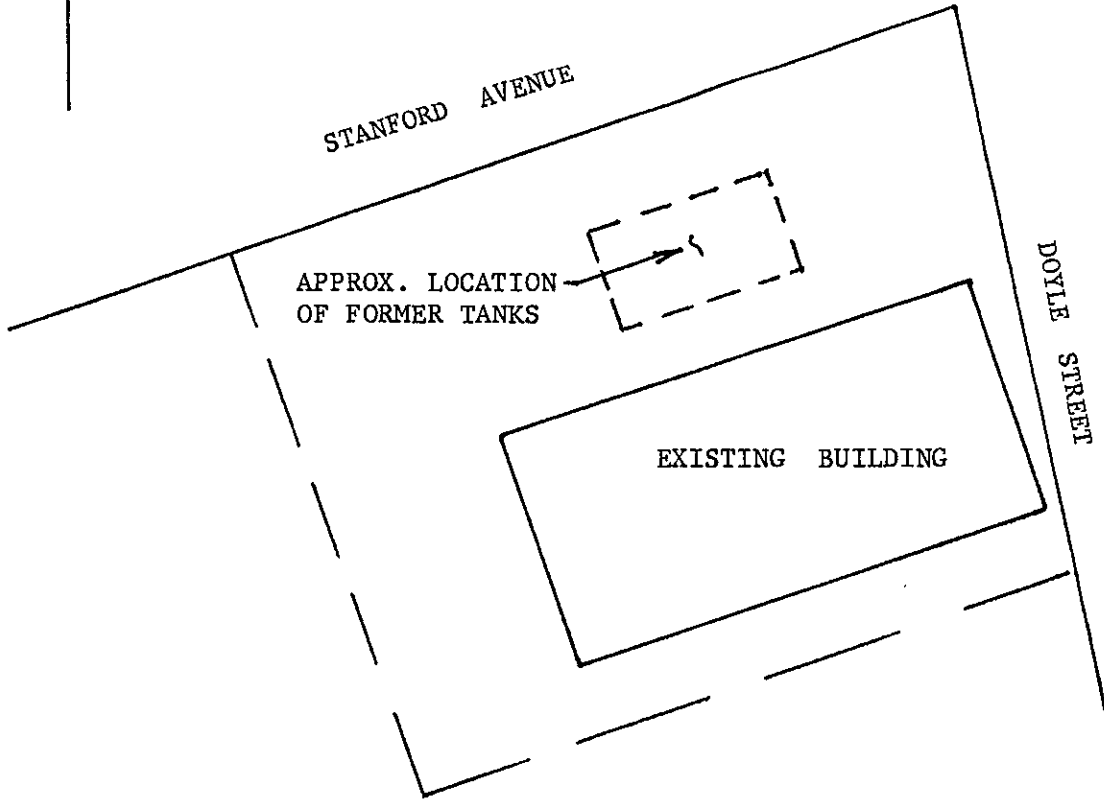 STANFORD AVENUE
APPROX. LOCATION
OF FORMER TANKS
DOYLE STREET
EXISTING BUILDING